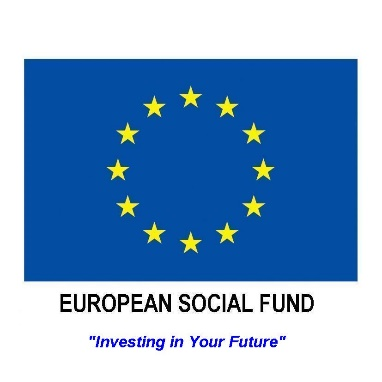 EUROPEAN SOCIAL FUND
"Investing in Your Future"